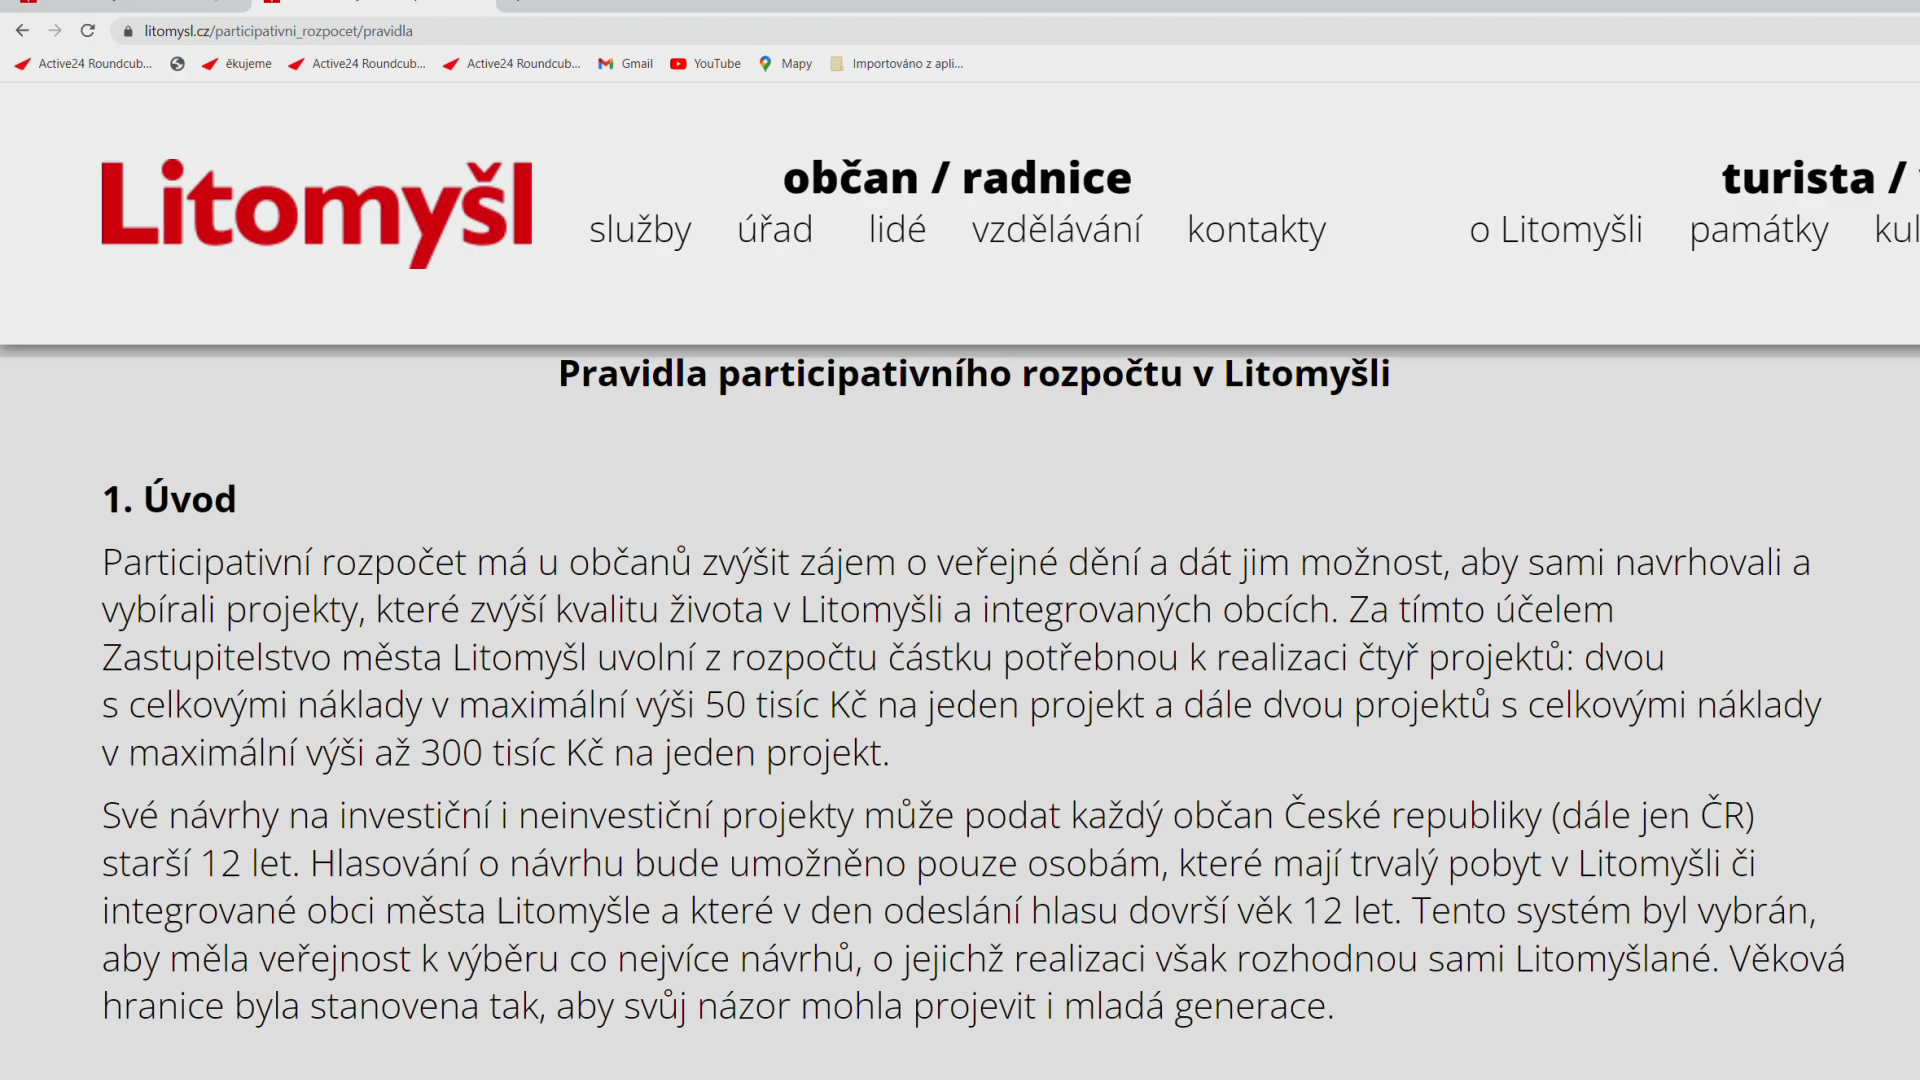 litomysl.cz/participativni_rozpocet/pravidla
Active24 Roundcub... ěkujeme Active24 Roundcub... Active24 Roundcub... Gmail YouTube Mapy Importováno z apli...
Litomyšl
občan / radnice
turista /
služby úřad lidé vzdělávání kontakty
o Litomyšli památky kul
Pravidla participativního rozpočtu v Litomyšli
1. Úvod
Participativní rozpočet má u občanů zvýšit zájem o veřejné dění a dát jim možnost, aby sami navrhovali a
vybírali projekty, které zvýší kvalitu života v Litomyšli a integrovaných obcích. Za tímto účelem
Zastupitelstvo města Litomyšl uvolní z rozpočtu částku potřebnou k realizaci čtyř projektů: dvou
s celkovými náklady v maximální výši 50 tisíc Kč na jeden projekt a dále dvou projektů s celkovými náklady
v maximální výši až 300 tisíc Kč na jeden projekt.
Své návrhy na investiční i neinvestiční projekty může podat každý občan České republiky (dále jen ČR)
starší 12 let. Hlasování o návrhu bude umožněno pouze osobám, které mají trvalý pobyt v Litomyšli či
integrované obci města Litomyšle a které v den odeslání hlasu dovrší věk 12 let. Tento systém byl vybrán,
aby měla veřejnost k výběru co nejvíce návrhů, o jejichž realizaci však rozhodnou sami Litomyšlané. Věková
hranice byla stanovena tak, aby svůj názor mohla projevit i mladá generace.